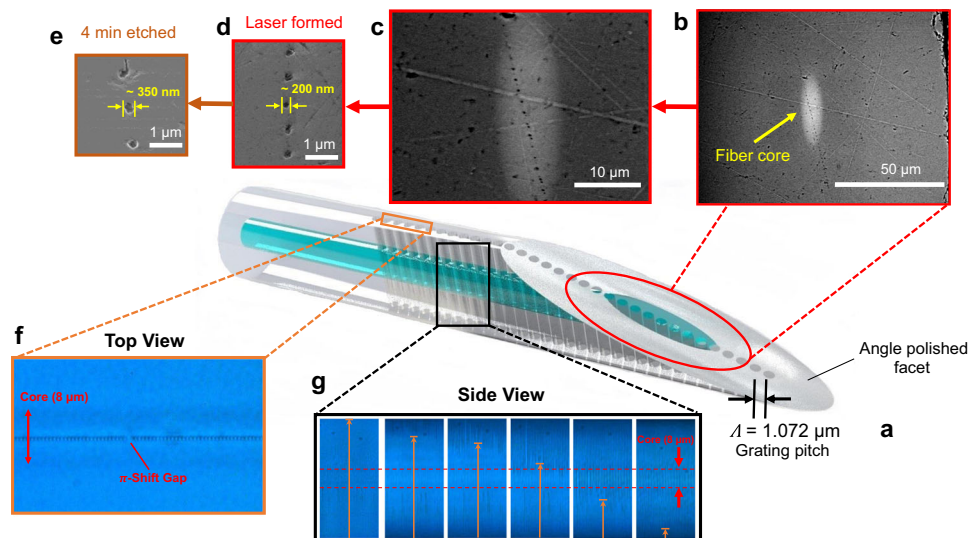 e
4 min etched
~ 350 nm
1 µm
d
Laser formed
~ 200 nm
1 µm
c
10 µm
b
Fiber core
50 µm
f
Top View
Core (8 µm)
π-Shift Gap
g
Side View
Core (8 µm)
Angle polished
facet
Λ = 1.072 µm
Grating pitch
a